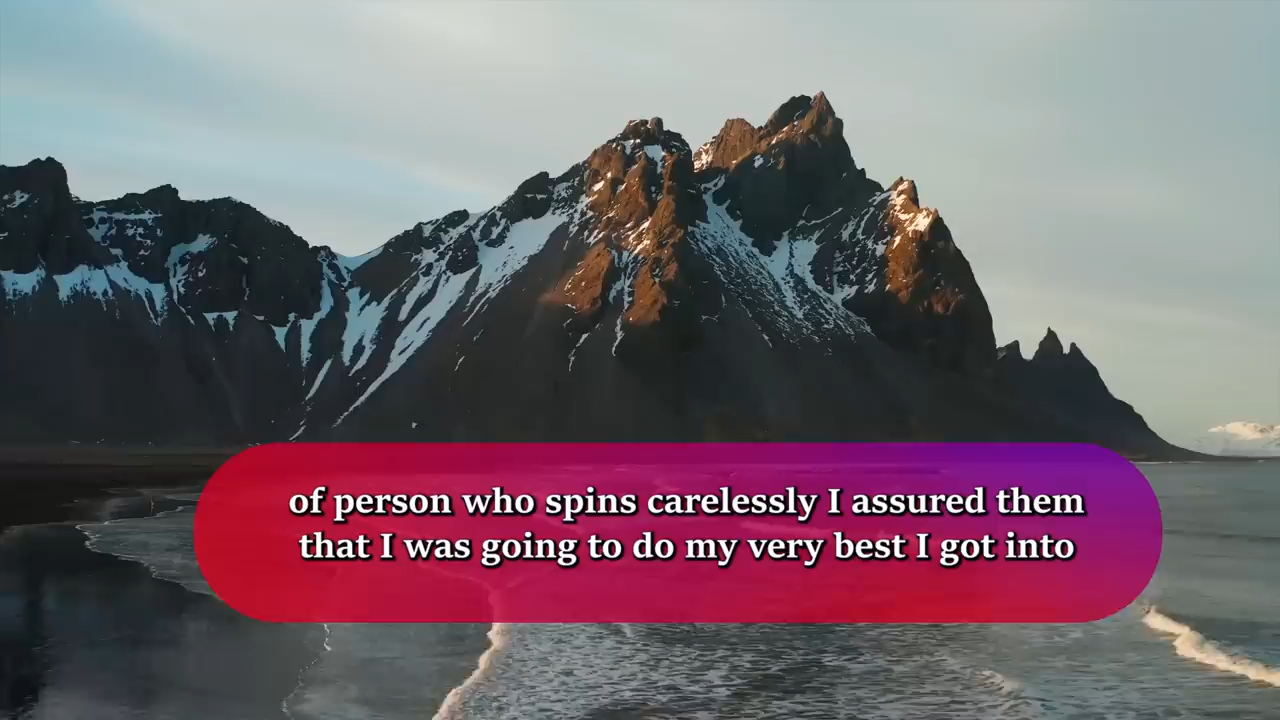 of person who spins carelessly I assured them
that I was going to do my very best I got into